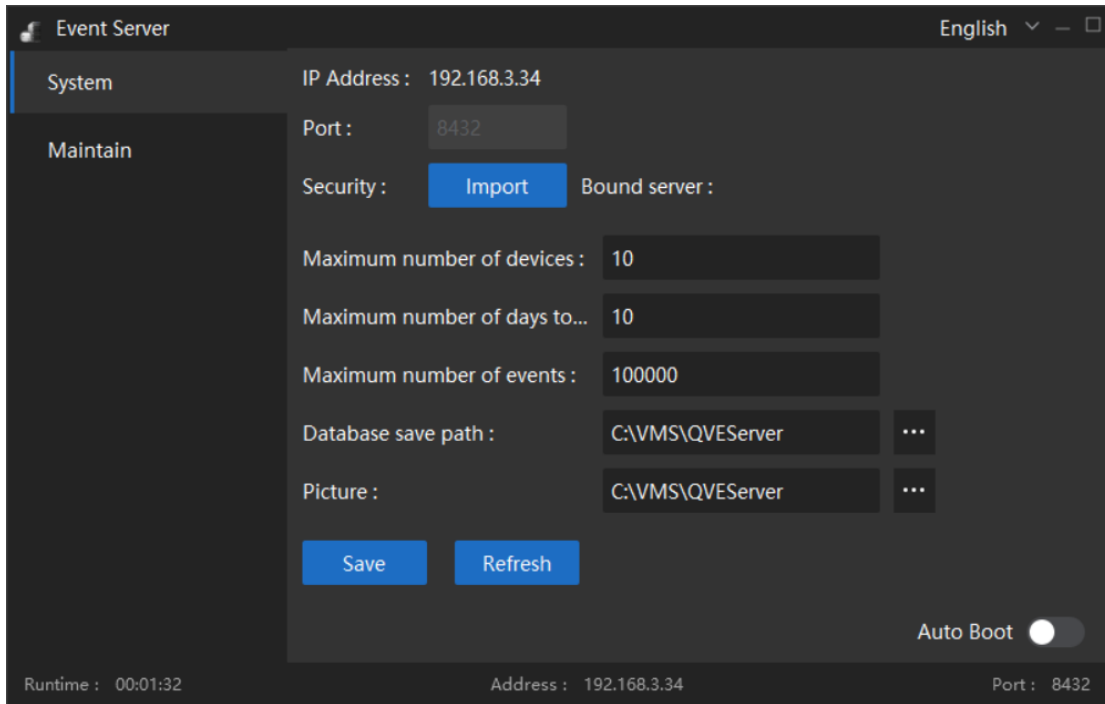 Event Server English
System
Maintain
IP Address : 192.168.3.34
Port : 8432
Security : Import Bound server :
Maximum number of devices : 10
Maximum number of days to... 10
Maximum number of events : 100000
Database save path : C:\VMS\QVEServer ...
Picture : C:\VMS\QVEServer ...
Save Refresh
Auto Boot
Runtime : 00:01:32 Address : 192.168.3.34 Port : 8432